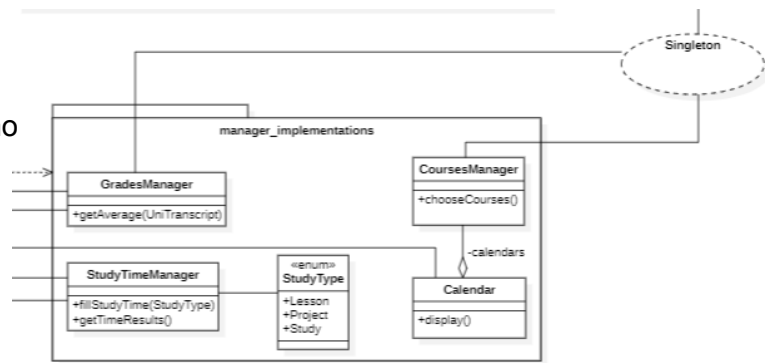 Singleton
manager_implementations
GradesManager
+getAverage(UniTranscript)
CoursesManager
+chooseCourses()
-calendars
StudyTimeManager
+fillStudyTime(StudyType)
+getTimeResults()
«enum»
StudyType
+Lesson
+Project
+Study
Calendar
+display()